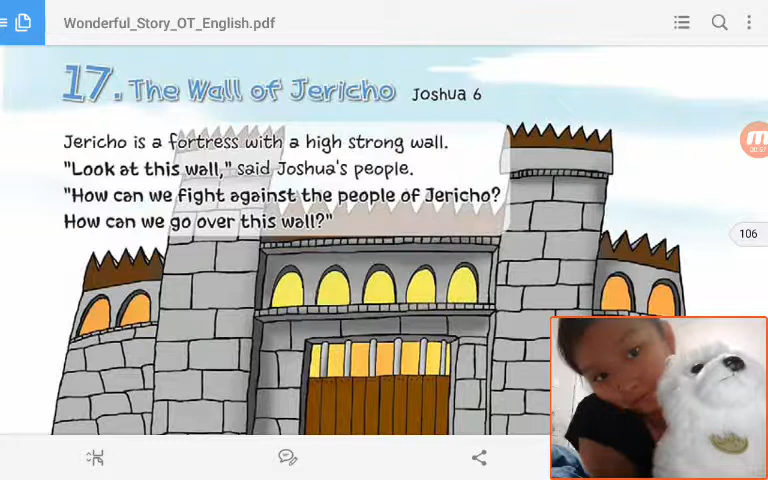 Wonderful_Story_OT_English.pdf
17. The Wall of Jericho Joshua 6
Jericho is a fortress with a high strong wall.
"Look at this wall," said Joshua's people.
"How can we fight against the people of Jericho?
How can we go over this wall?"
106